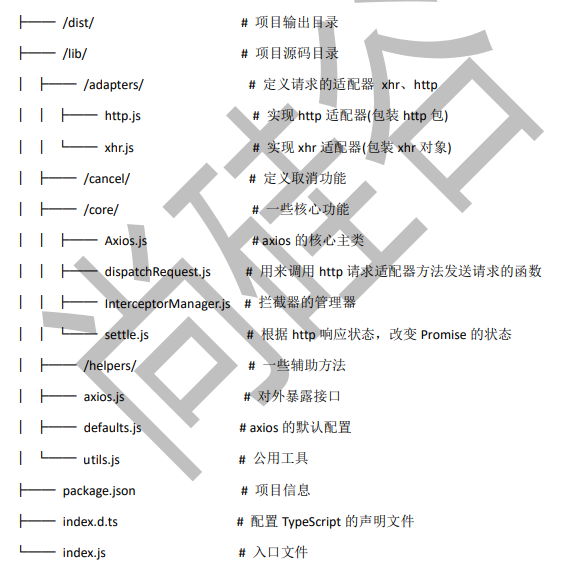 ├── /dist/ # 项目输出目录
├── /lib/ # 项目源码目录
│ ├── /adapters/ # 定义请求的适配器 xhr、http
│ │ ├── http.js # 实现 http 适配器(包装 http 包)
│ │ └── xhr.js # 实现 xhr 适配器(包装 xhr 对象)
│ ├── /cancel/ # 定义取消功能
│ ├── /core/ # 一些核心功能
│ │ ├── Axios.js # axios 的核心主类
│ │ ├── dispatchRequest.js # 用来调用 http 请求适配器方法发送请求的函数
│ │ ├── InterceptorManager.js # 拦截器的管理器
│ │ └── settle.js # 根据 http 响应状态，改变 Promise 的状态
│ ├── /helpers/ # 一些辅助方法
│ ├── axios.js # 对外暴露接口
│ ├── defaults.js # axios 的默认配置
│ └── utils.js # 公用工具
├── package.json # 项目信息
├── index.d.ts # 配置 TypeScript 的声明文件
└── index.js # 入口文件
尚硅谷